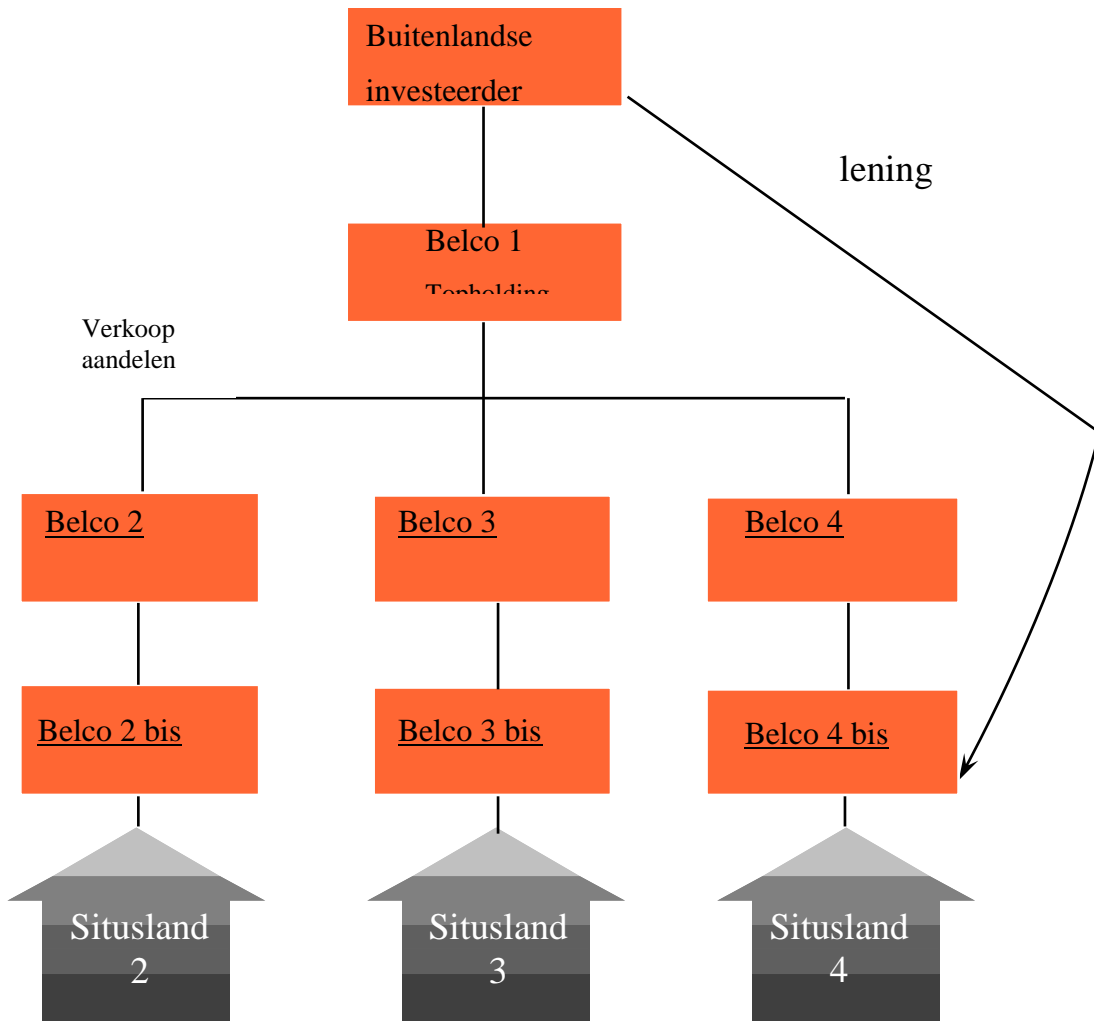 Buitenlandse
investeerder
lening
Belco 1
Topholding
Verkoop
aandelen
Belco 2
Belco 3
Belco 4
Belco 2 bis
Belco 3 bis
Belco 4 bis
Situsland
2
Situsland
3
Situsland
4